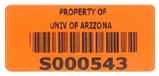 PROPERTY OF
UNIV OF ARIZONA
S000543